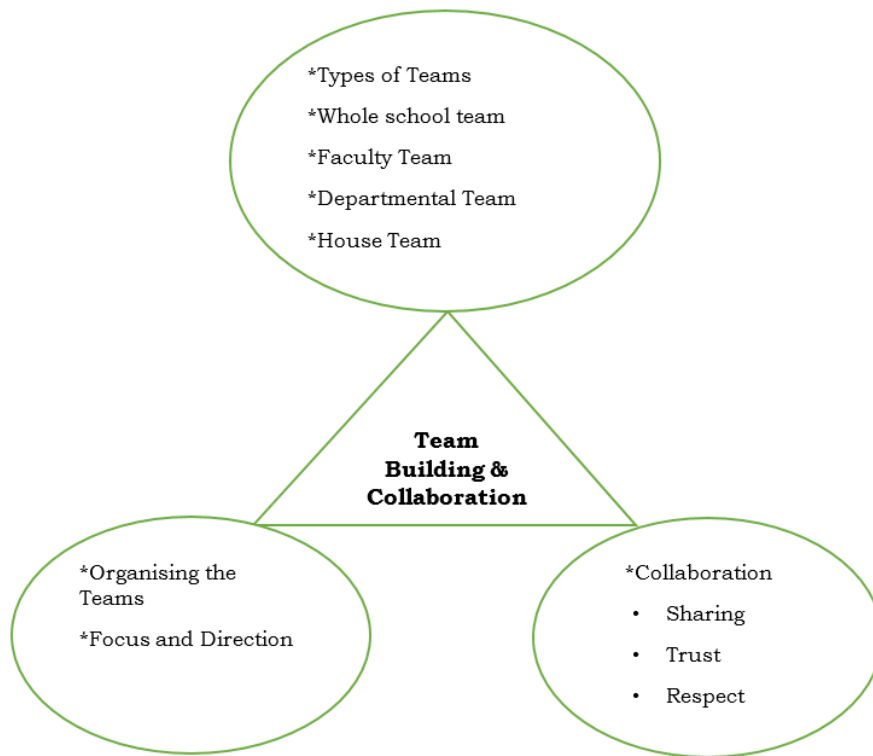 *Types of Teams
*Whole school team
*Faculty Team
*Departmental Team
*House Team
Team
Building &
Collaboration
*Organising the
Teams
*Focus and Direction
*Collaboration
• Sharing
• Trust
• Respect